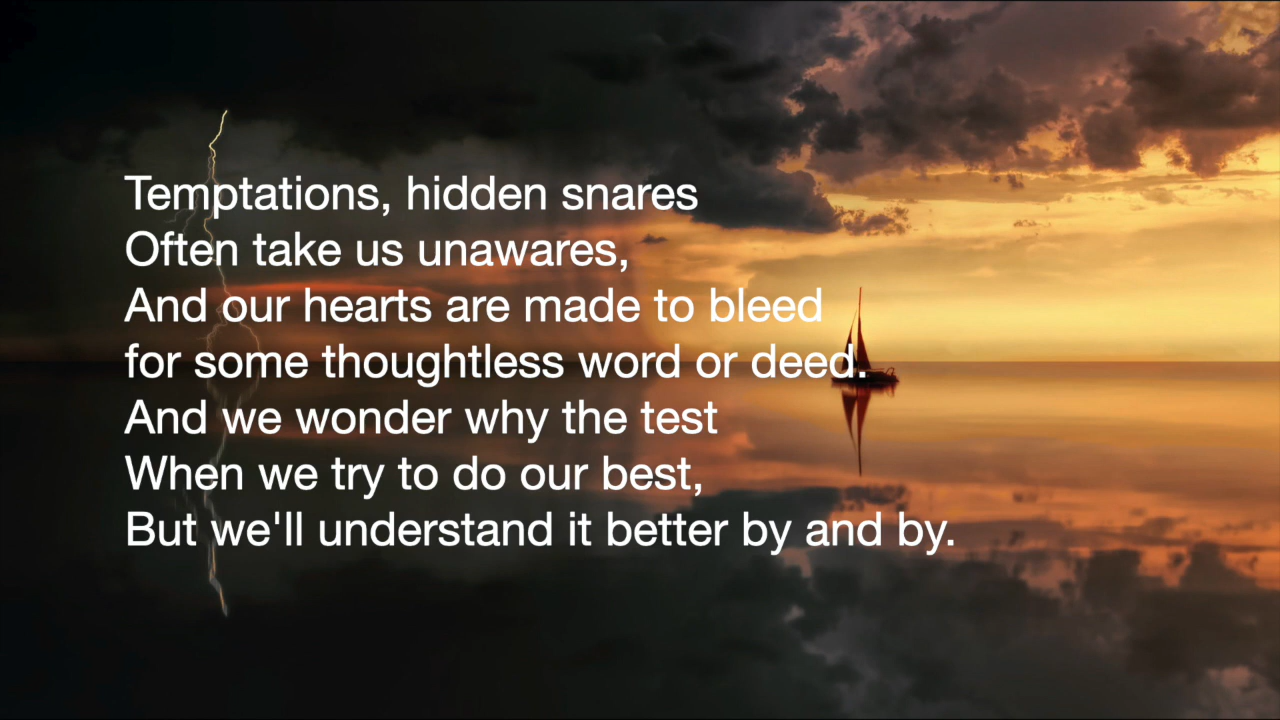 Temptations, hidden snares
Often take us unawares,
And our hearts are made to bleed
for some thoughtless word or deed.
And we wonder why the test
When we try to do our best,
But we'll understand it better by and by.